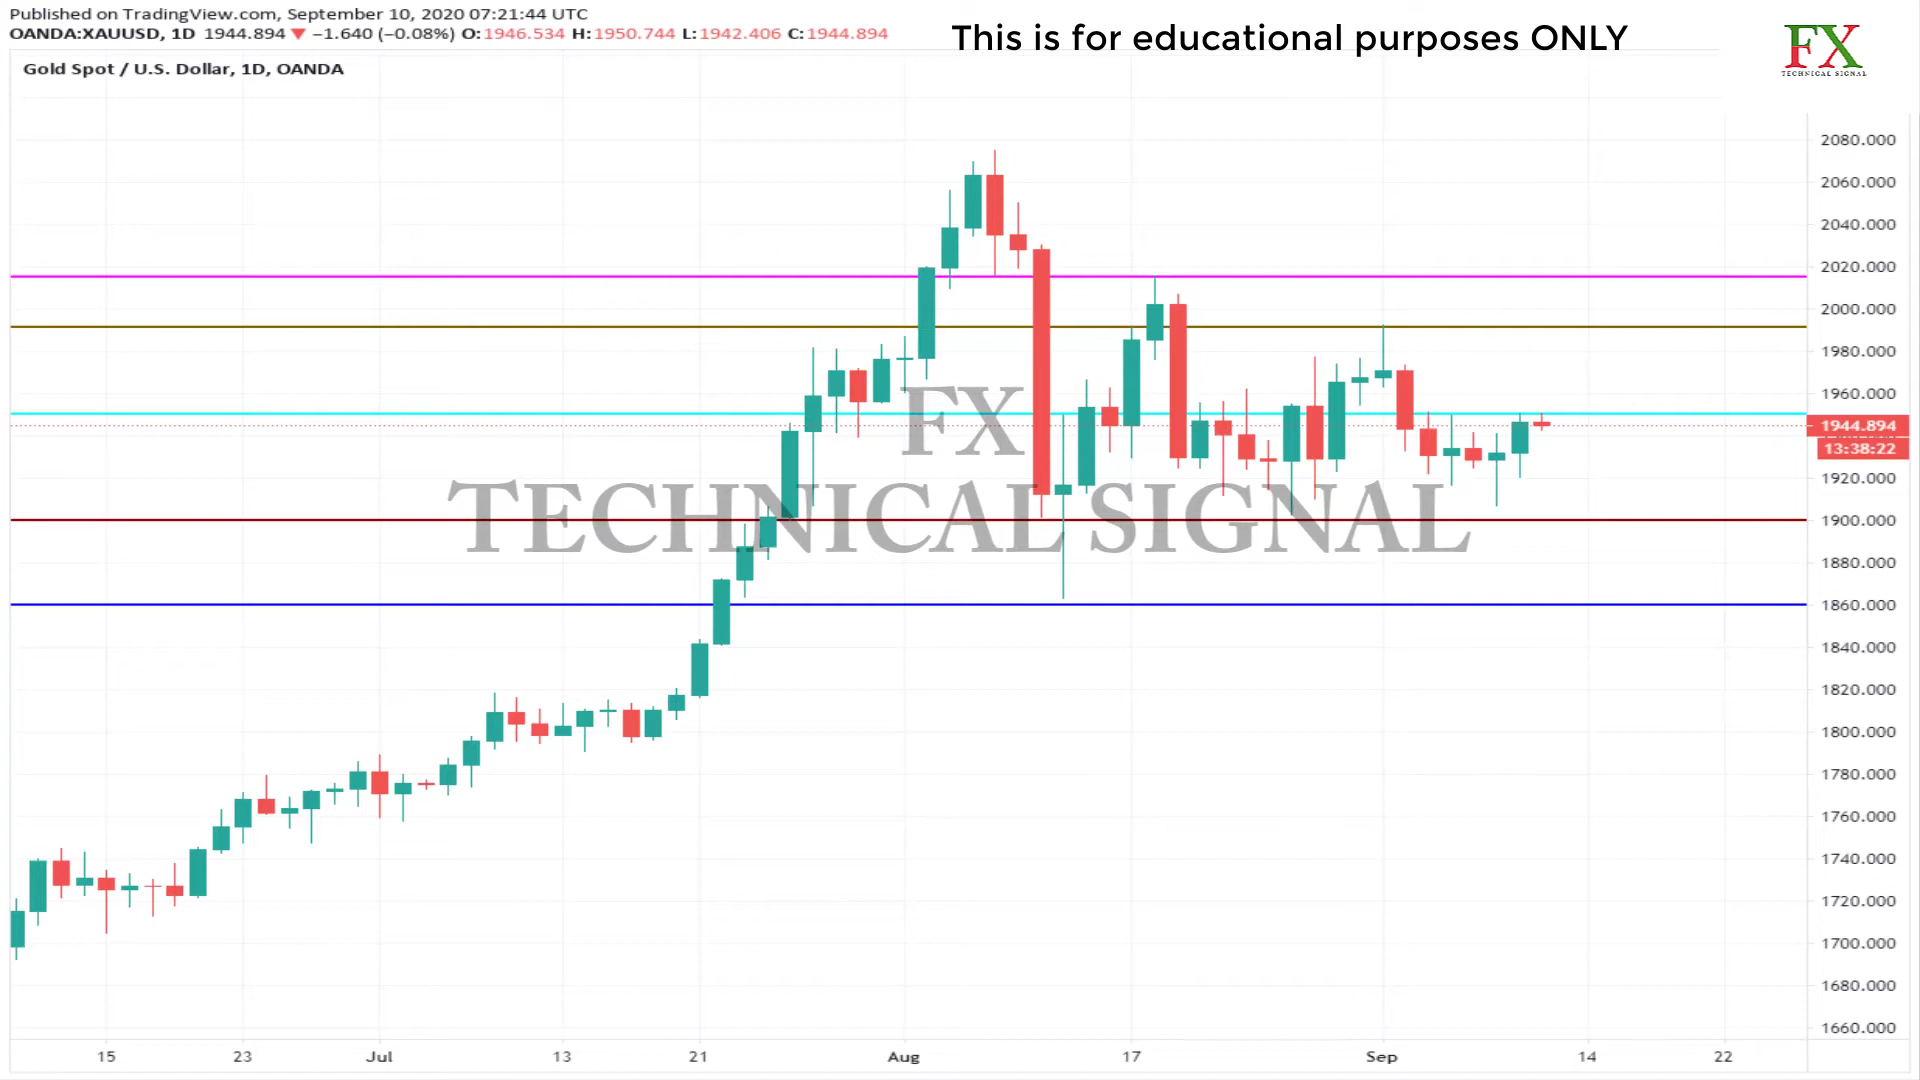 Published on TradingView.com, September 10, 2020 07:21:44 UTC
OANDA:XAUUSD, 1D 1944.894 ▼ −1.640 (−0.08%) O:1946.534 H:1950.744 L:1942.406 C:1944.894
This is for educational purposes ONLY
FX
TECHNICAL SIGNAL
Gold Spot / U.S. Dollar, 1D, OANDA
2080.000
2060.000
2040.000
2020.000
2000.000
1980.000
1960.000
1944.894
13:38:22
1920.000
1900.000
1880.000
1860.000
1840.000
1820.000
1800.000
1780.000
1760.000
1740.000
1720.000
1700.000
1680.000
1660.000
FX
TECHNICAL SIGNAL
15 23 Jul 13 21 Aug 17 Sep 14 22